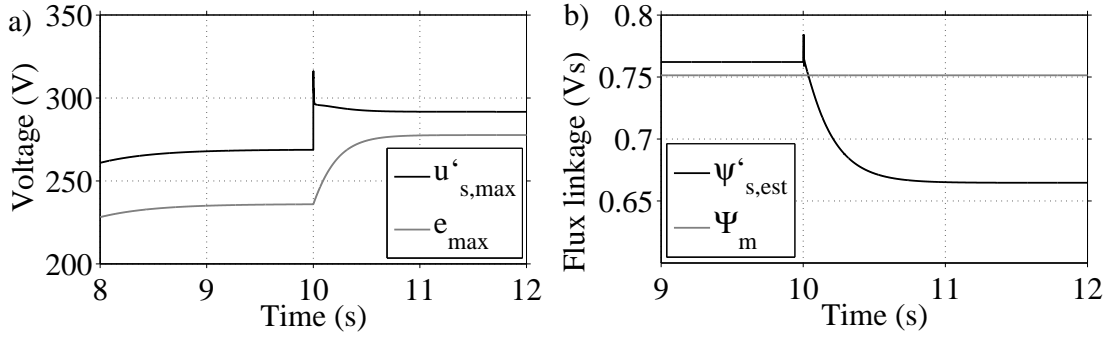 a)
Voltage (V)
350
300
250
200
8
9
10
11
12
Time (s)
u‘s,max
emax
b)
Flux linkage (Vs)
0.8
0.75
0.7
0.65
9
10
11
12
Time (s)
ψ‘s,est
Ψm